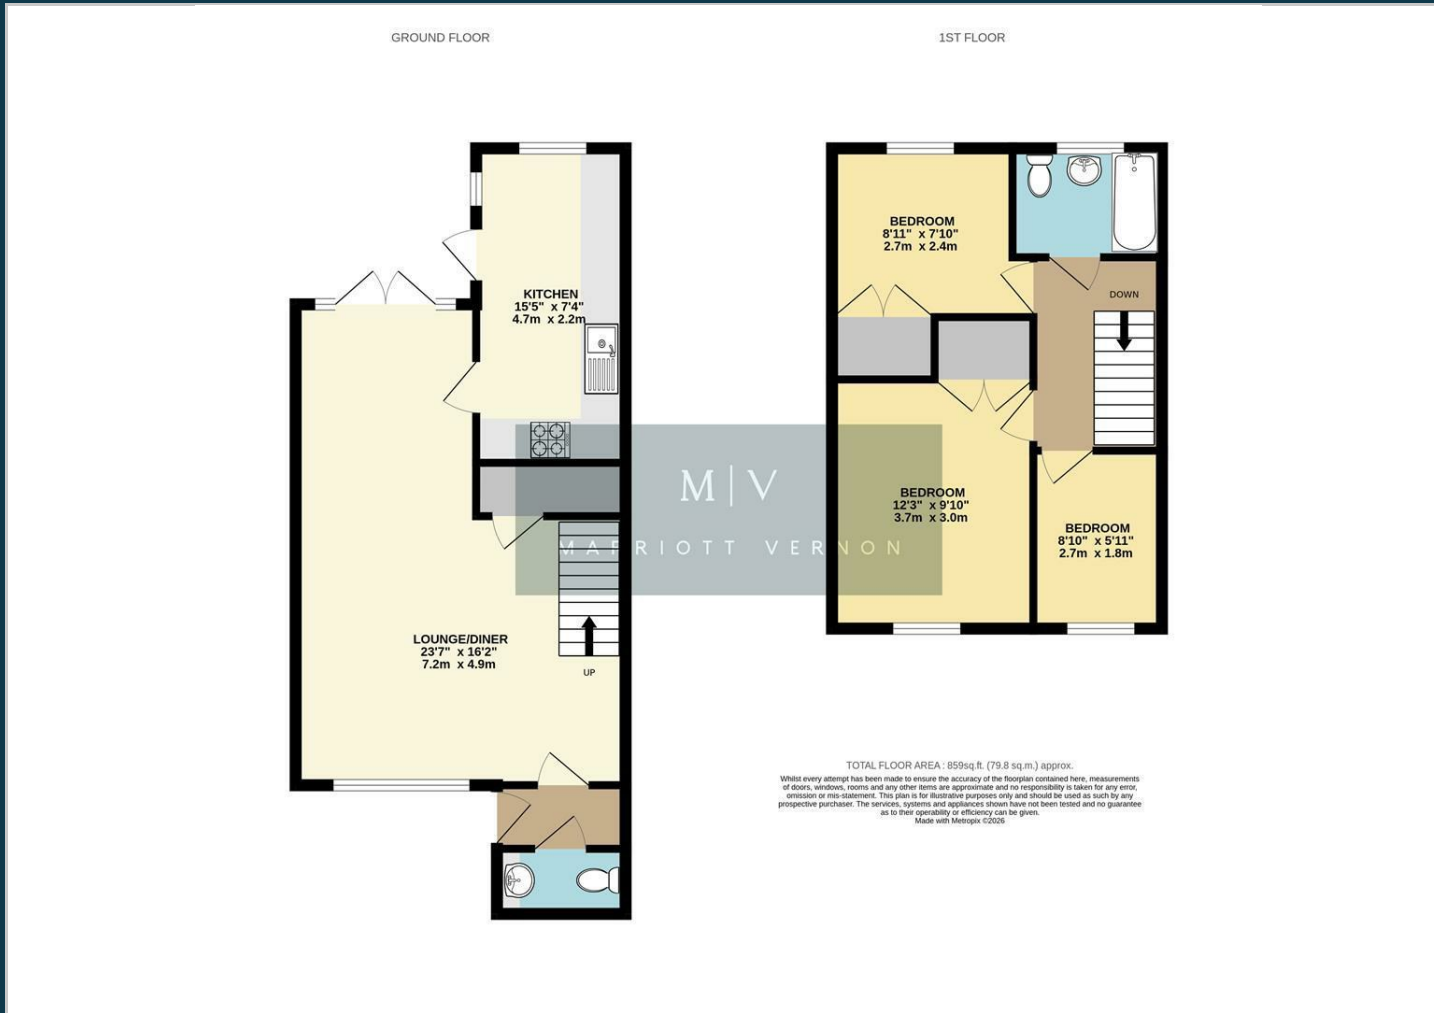 GROUND FLOOR
1ST FLOOR
KITCHEN
15'5" x 7'4"
4.7m x 2.2m
LOUNGE/DINER
23'7" x 16'2"
7.2m x 4.9m
UP
BEDROOM
8'11" x 7'10"
2.7m x 2.4m
DOWN
BEDROOM
12'3" x 9'10"
3.7m x 3.0m
BEDROOM
8'10" x 5'11"
2.7m x 1.8m
M|V
MARRIOTT VERNON
TOTAL FLOOR AREA : 859sq.ft. (79.8 sq.m.) approx.
Whilst every attempt has been made to ensure the accuracy of the floorplan contained here, measurements
of doors, windows, rooms and any other items are approximate and no responsibility is taken for any error,
omission or mis-statement. This plan is for illustrative purposes only and should be used as such by any
prospective purchaser. The services, systems and appliances shown have not been tested and no guarantee
as to their operability or efficiency can be given.
Made with Metropix ©2026